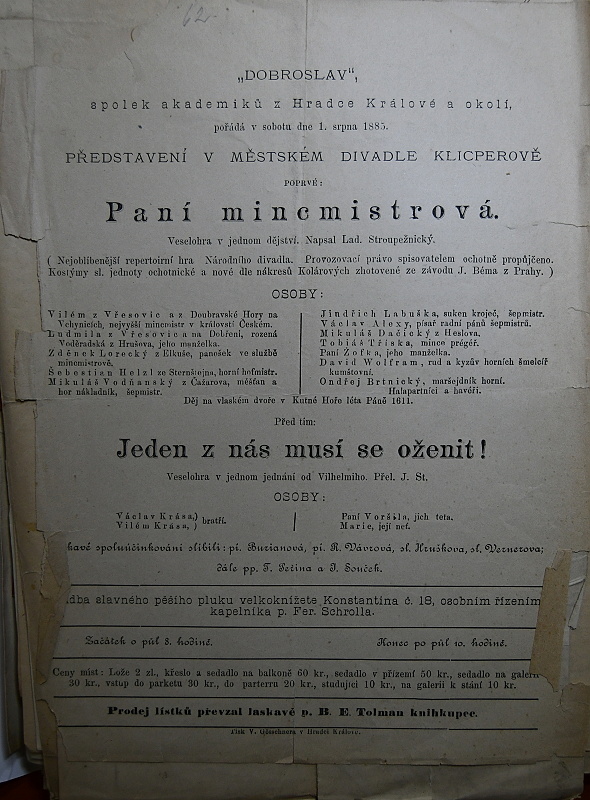 62.
„DOBROSLAV“,
spolek akademiků z Hradce Králové a okolí,
pořádá v sobotu dne 1. srpna 1885.
PŘEDSTAVENÍ V MĚSTSKÉM DIVADLE KLICPEROVĚ
POPRVÉ:
Paní mincmistrová.
Veselohra v jednom dějství. Napsal Lad. Stroupežnický.
( Nejoblíbenější repertoirní hra Národního divadla. Provozovací právo spisovatelem ochotně propůjčeno.
Kostýmy sl. jednoty ochotnické a nové dle nákresů Kolárových zhotovené ze závodu J. Béma z Prahy. )
OSOBY:
Vilém z Vřesovic a z Doubravské Hory na
Vchynicích, nejvyšší mincmistr v království Českém.
Ludmila z Vřesovic a na Dobření, rozená
Voděradská z Hrušova, jeho manželka.
Zdeněk Lorecký z Elkuše, panošek ve službě
mincmistrově.
Šebestian Helzl ze Sternšteina, horní hofmistr.
Mikuláš Vodňanský z Čažarova, měšťan a
hor nákladník, šepmistr.
Jindřich Labuška, suken kroječ, šepmistr.
Václav Alexy, písař radní pánů šepmistrů.
Mikuláš Dačický z Heslova.
Tobiáš Tříska, mince prégéř.
Paní Žofka, jeho manželka.
David Wolfram, rud a kyzův horních šmelcíř
kumštovní.
Ondřej Brtnický, maršejdník horní.
Halapartníci a havéři.
Děj na vlaském dvoře v Kutné Hoře léta Páně 1611.
Před tím:
Jeden z nás musí se oženit!
Veselohra v jednom jednání od Vilhelmiho. Přel. J. St.
OSOBY:
Václav Krása,) bratří.
Vilém Krása, )
Paní Voršila, jich teta.
Marie, její neť.
kavé spoluúčinkování slíbili: pí. Burianová, pí. R. Vávrová, sl. Hruškova, sl. Vernerova;
dále pp. T. Peřina a J. Souček.
dba slavného pěšího pluku velkoknížete Konstantina č. 18, osobním řízením
kapelníka p. Fer. Schrolla.
Začátek o půl 8. hodině.
Konec po půl 10. hodině.
Ceny míst: Lože 2 zl., křeslo a sedadlo na balkoně 60 kr., sedadlo v přízemí 50 kr., sedadlo na galerii
30 kr., vstup do parketu 30 kr., do parterru 20 kr., studující 10 kr., na galerii k stání 10 kr.
Prodej lístků převzal laskavě p. B. E. Tolman knihkupec.
Tisk V. v Hradci Králové.